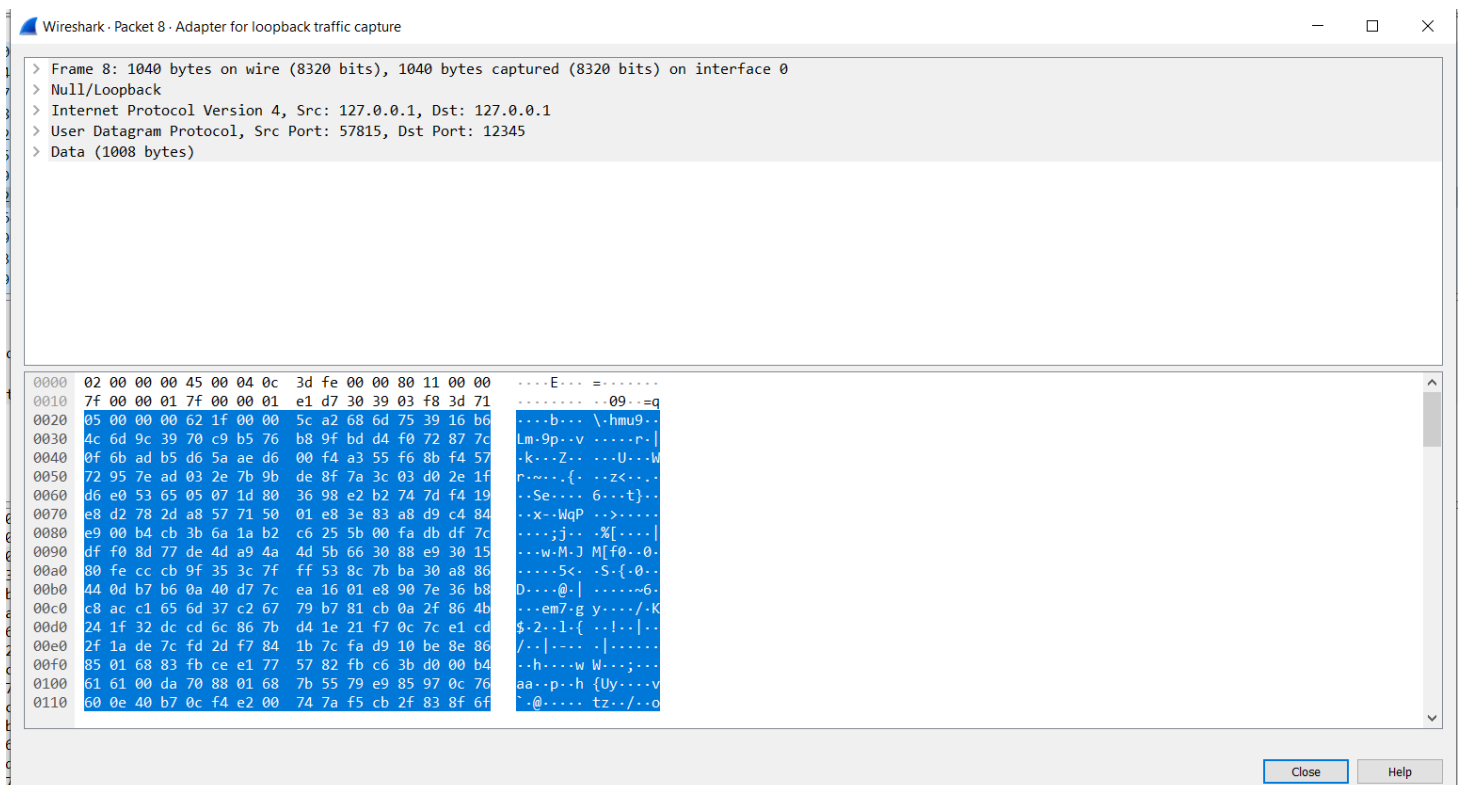 Wireshark · Packet 8 · Adapter for loopback traffic capture
> Frame 8: 1040 bytes on wire (8320 bits), 1040 bytes captured (8320 bits) on interface 0
> Null/Loopback
> Internet Protocol Version 4, Src: 127.0.0.1, Dst: 127.0.0.1
> User Datagram Protocol, Src Port: 57815, Dst Port: 12345
> Data (1008 bytes)
0000 02 00 00 00 45 00 04 0c 3d fe 00 00 80 11 00 00 ····E··· =·······
0010 7f 00 00 01 7f 00 00 01 e1 d7 30 39 03 f8 3d 71 ········ ··09··=q
0020 05 00 00 00 62 1f 00 00 5c a2 68 6d 75 39 16 b6 ····b··· \·hmu9··
0030 4c 6d 9c 39 70 c9 b5 76 b8 9f bd d4 f0 72 87 7c Lm·9p··v ·····r·|
0040 0f 6b ad b5 d6 5a ae d6 00 f4 a3 55 f6 8b f4 57 ·k···Z·· ···U···W
0050 72 95 7e ad 03 2e 7b 9b de 8f 7a 3c 03 d0 2e 1f r·~··.{· ··z<··.·
0060 d6 e0 53 65 05 07 1d 80 36 98 e2 b2 74 7d f4 19 ··Se···· 6···t}··
0070 e8 d2 78 2d a8 57 71 50 01 e8 3e 83 a8 d9 c4 84 ··x-·WqP ··>·····
0080 e9 00 b4 cb 3b 6a 1a b2 c6 25 5b 00 fa db df 7c ····;j·· ·%[····|
0090 df f0 8d 77 de 4d a9 4a 4d 5b 66 30 88 e9 30 15 ···w·M·J M[f0··0·
00a0 80 fe cc cb 9f 35 3c 7f ff 53 8c 7b ba 30 a8 86 ·····5<· ·S·{·0··
00b0 44 0d b7 b6 0a 40 d7 7c ea 16 01 e8 90 7e 36 b8 D····@·| ·····~6·
00c0 c8 ac c1 65 6d 37 c2 67 79 b7 81 cb 0a 2f 86 4b ···em7·g y····/·K
00d0 24 1f 32 dc cd 6c 86 7b d4 1e 21 f7 0c 7c e1 cd $·2··l·{ ··!··|··
00e0 2f 1a de 7c fd 2d f7 84 1b 7c fa d9 10 be 8e 86 /··|·-·· ·|······
00f0 85 01 68 83 fb ce e1 77 57 82 fb c6 3b d0 00 b4 ··h····w W···;···
0100 61 61 00 da 70 88 01 68 7b 55 79 e9 85 97 0c 76 aa··p··h {Uy····v
0110 60 0e 40 b7 0c f4 e2 00 74 7a f5 cb 2f 83 8f 6f `·@····· tz··/··o
Close Help